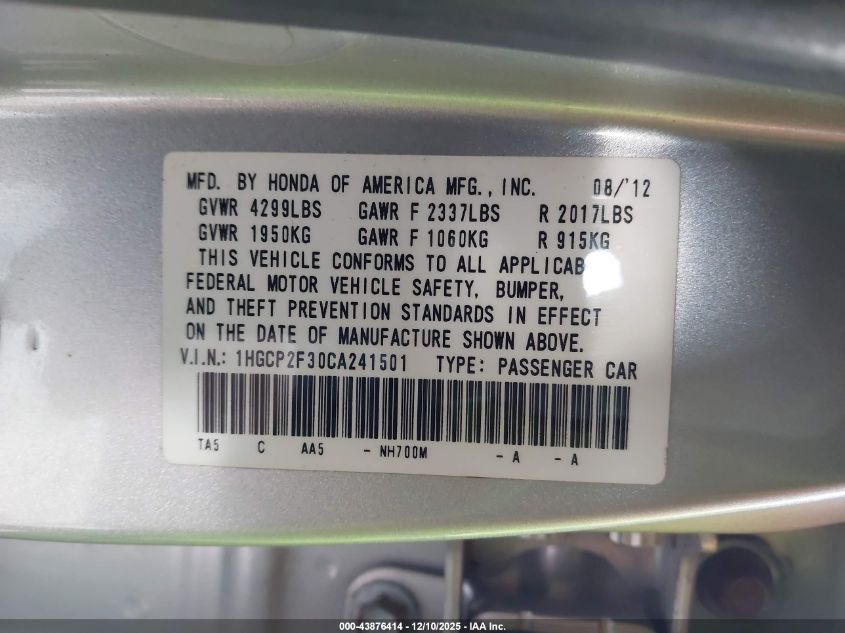 MFD. BY HONDA OF AMERICA MFG., INC. 08/'12
GVWR 4299LBS GAWR F 2337LBS R 2017LBS
GVWR 1950KG GAWR F 1060KG R 915KG
THIS VEHICLE CONFORMS TO ALL APPLICAB
FEDERAL MOTOR VEHICLE SAFETY, BUMPER,
AND THEFT PREVENTION STANDARDS IN EFFECT
ON THE DATE OF MANUFACTURE SHOWN ABOVE.
V.I.N.: 1HGCP2F30CA241501 TYPE: PASSENGER CAR
TA5 C AA5 - NH700M - A - A
000-43876414 - 12/10/2025 - IAA Inc.